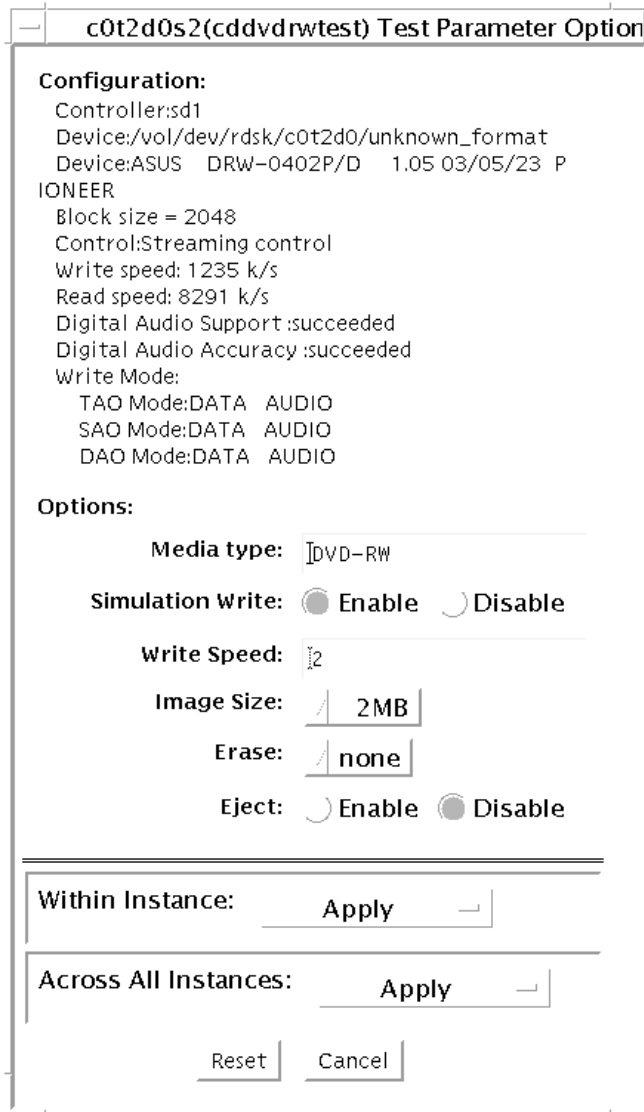 c0t2d0s2(cddvdrwtest) Test Parameter Option
Configuration:
Controller:sd1
Device:/vol/dev/rdsk/c0t2d0/unknown_format
Device:ASUS DRW-0402P/D 1.05 03/05/23 P
IONEER
Block size = 2048
Control:Streaming control
Write speed: 1235 k/s
Read speed: 8291 k/s
Digital Audio Support :succeeded
Digital Audio Accuracy :succeeded
Write Mode:
TAO Mode:DATA AUDIO
SAO Mode:DATA AUDIO
DAO Mode:DATA AUDIO
Options:
Media type: DVD-RW
Simulation Write: Enable Disable
Write Speed: 2
Image Size: 2MB
Erase: none
Eject: Enable Disable
Within Instance: Apply
Across All Instances: Apply
Reset Cancel